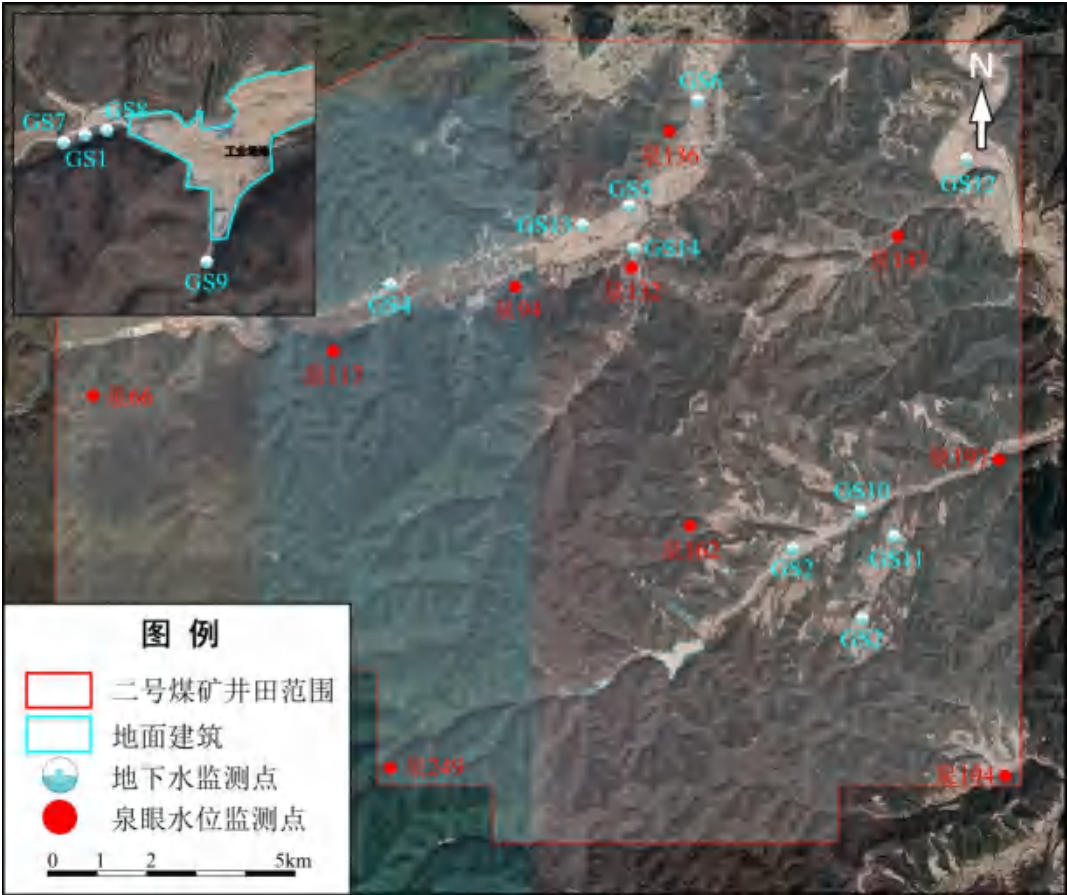 N
GS6
泉136
GS8
GS7
GS1
工业场地
GS12
GS5
GS13
GS14
泉147
GS9
泉132
GS4
泉94
泉117
泉66
泉197
GS10
泉162
GS2
GS11
GS3
图 例
二号煤矿井田范围
地面建筑
地下水监测点
泉眼水位监测点
泉249
泉194
0 1 2 5km